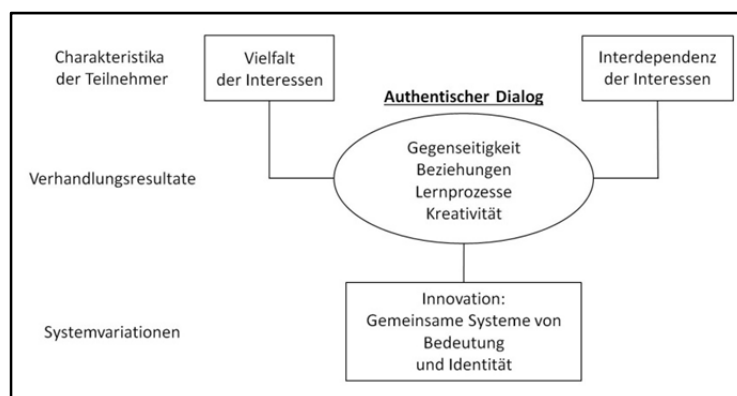 Charakteristika
der Teilnehmer
Vielfalt
der Interessen
Interdependenz
der Interessen
Authentischer Dialog
Verhandlungsresultate
Gegenseitigkeit
Beziehungen
Lernprozesse
Kreativität
Systemvariationen
Innovation:
Gemeinsame Systeme von
Bedeutung
und Identität